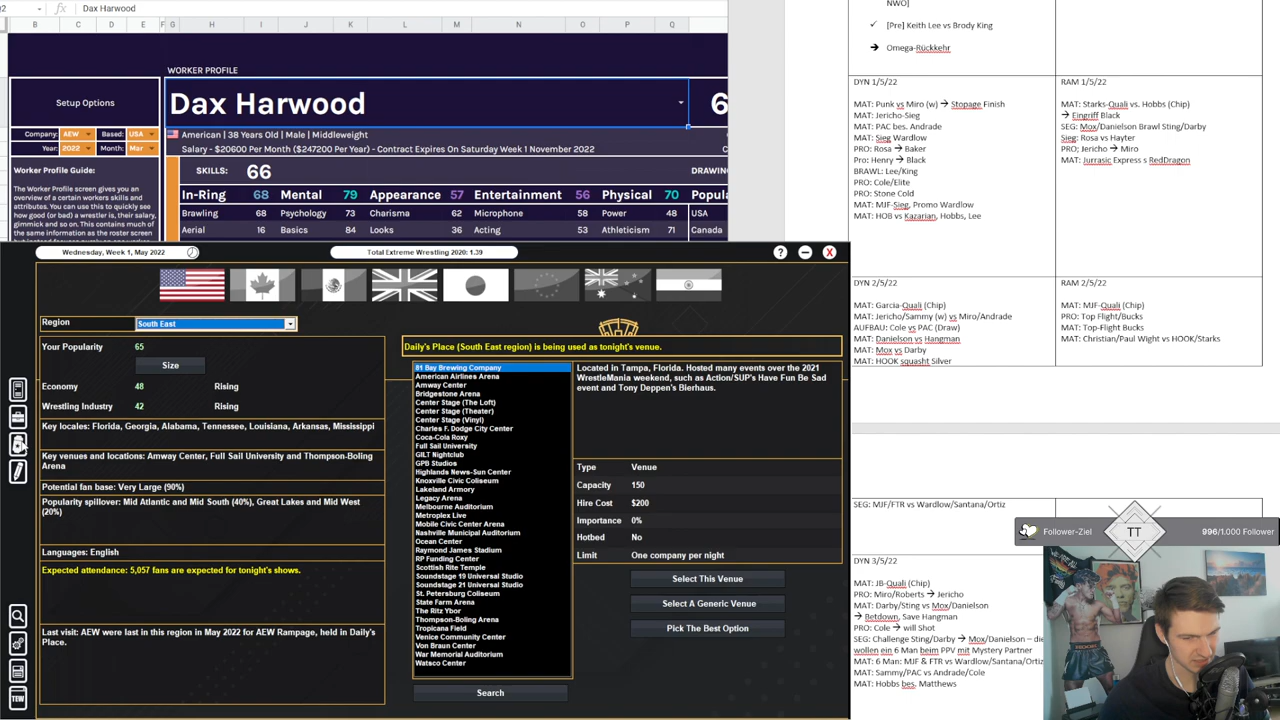 Dax Harwood
B C D E F G H I J K L M N O P Q
WORKER PROFILE
Setup Options
Dax Harwood
Company: AEW Based: USA
Year: 2022 Month: Mar
American | 38 Years Old | Male | Middleweight
Salary - $20600 Per Month ($247200 Per Year) - Contract Expires On Saturday Week 1 November 2022
Worker Profile Guide:
The Worker Profile screen gives you an
overview of a certain workers skills and
attributes. You can use this to quickly see
how good (or bad) a wrestler is, their salary,
gimmick and so on. This contains much of
the same information as the roster screen
SKILLS: 66
In-Ring 68 Mental 79 Appearance 57 Entertainment 56 Physical 70
Brawling 68 Psychology 73 Charisma 62 Microphone 58 Power 48 USA
Aerial 16 Basics 84 Looks 36 Acting 53 Athleticism 71 Canada
NWO]
✓ [Pre] Keith Lee vs Brody King
➔ Omega-Rückkehr
DYN 1/5/22
MAT: Punk vs Miro (w) → Stopage Finish
MAT: Jericho-Sieg
MAT: PAC bes. Andrade
MAT: Sieg Wardlow
PRO: Rosa → Baker
Pro: Henry → Black
BRAWL: Lee/King
PRO: Cole/Elite
PRO: Stone Cold
MAT: MJF-Sieg, Promo Wardlow
MAT: HOB vs Kazarian, Hobbs, Lee
RAM 1/5/22
MAT: Starks-Quali vs. Hobbs (Chip)
→ Eingriff Black
SEG: Mox/Danielson Brawl Sting/Darby
Sieg: Rosa vs Hayter
PRO; Jericho → Miro
MAT: Jurrasic Express s RedDragon
DYN 2/5/22
MAT: Garcia-Quali (Chip)
MAT: Jericho/Sammy (w) vs Miro/Andrade
AUFBAU: Cole vs PAC (Draw)
MAT: Danielson vs Hangman
MAT: Mox vs Darby
MAT: HOOK squasht Silver
RAM 2/5/22
MAT: MJF-Quali (Chip)
PRO: Top Flight/Bucks
MAT: Top-Flight Bucks
MAT: Christian/Paul Wight vs HOOK/Starks
SEG: MJF/FTR vs Wardlow/Santana/Ortiz
DYN 3/5/22
MAT: JB-Quali (Chip)
PRO: Miro/Roberts → Jericho
MAT: Darby/Sting vs Mox/Danielson
→ Betdown, Save Hangman
PRO: Cole → will Shot
SEG: Challenge Sting/Darby → Mox/Danielson – die
wollen ein 6 Man beim PPV mit Mystery Partner
MAT: 6 Man: MJF & FTR vs Wardlow/Santana/Ortiz
MAT: Sammy/PAC vs Andrade/Cole
MAT: Hobbs bes. Matthews
Wednesday, Week 1, May 2022
Total Extreme Wrestling 2020: 1.39
? X
Region South East
Your Popularity 65
Size
Economy 48 Rising
Wrestling Industry 42 Rising
Key locales: Florida, Georgia, Alabama, Tennessee, Louisiana, Arkansas, Mississippi
Key venues and locations: Amway Center, Full Sail University and Thompson-Boling
Arena
Potential fan base: Very Large (90%)
Popularity spillover: Mid Atlantic and Mid South (40%), Great Lakes and Mid West
(20%)
Languages: English
Expected attendance: 5,057 fans are expected for tonight's shows.
Last visit: AEW were last in this region in May 2022 for AEW Rampage, held in Daily's
Place.
Daily's Place (South East region) is being used as tonight's venue.
81 Bay Brewing Company
American Airlines Arena
Amway Center
Bridgestone Arena
Center Stage (The Loft)
Center Stage (Theater)
Center Stage (Vinyl)
Charles F. Dodge City Center
Coca-Cola Roxy
Full Sail University
GILT Nightclub
GPB Studios
Highlands News-Sun Center
Knoxville Civic Coliseum
Lakeland Armory
Legacy Arena
Melbourne Auditorium
Metroplex Live
Mobile Civic Center Arena
Nashville Municipal Auditorium
Ocean Center
Raymond James Stadium
RP Funding Center
Scottish Rite Temple
Soundstage 19 Universal Studio
Soundstage 21 Universal Studio
St. Petersburg Coliseum
State Farm Arena
The Ritz Ybor
Thompson-Boling Arena
Tropicana Field
Venice Community Center
Von Braun Center
War Memorial Auditorium
Watsco Center
Search
Located in Tampa, Florida. Hosted many events over the 2021
WrestleMania weekend, such as Action/SUP's Have Fun Be Sad
event and Tony Deppen's Bierhaus.
Type Venue
Capacity 150
Hire Cost $200
Importance 0%
Hotbed No
Limit One company per night
Select This Venue
Select A Generic Venue
Pick The Best Option
TEW
Follower-Ziel TT 996/1.000 Follower